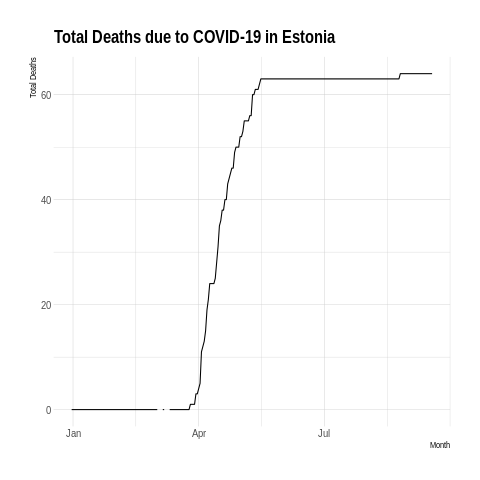 Total Deaths due to COVID-19 in Estonia
Total Deaths
60
40
20
0
Jan Apr Jul
Month